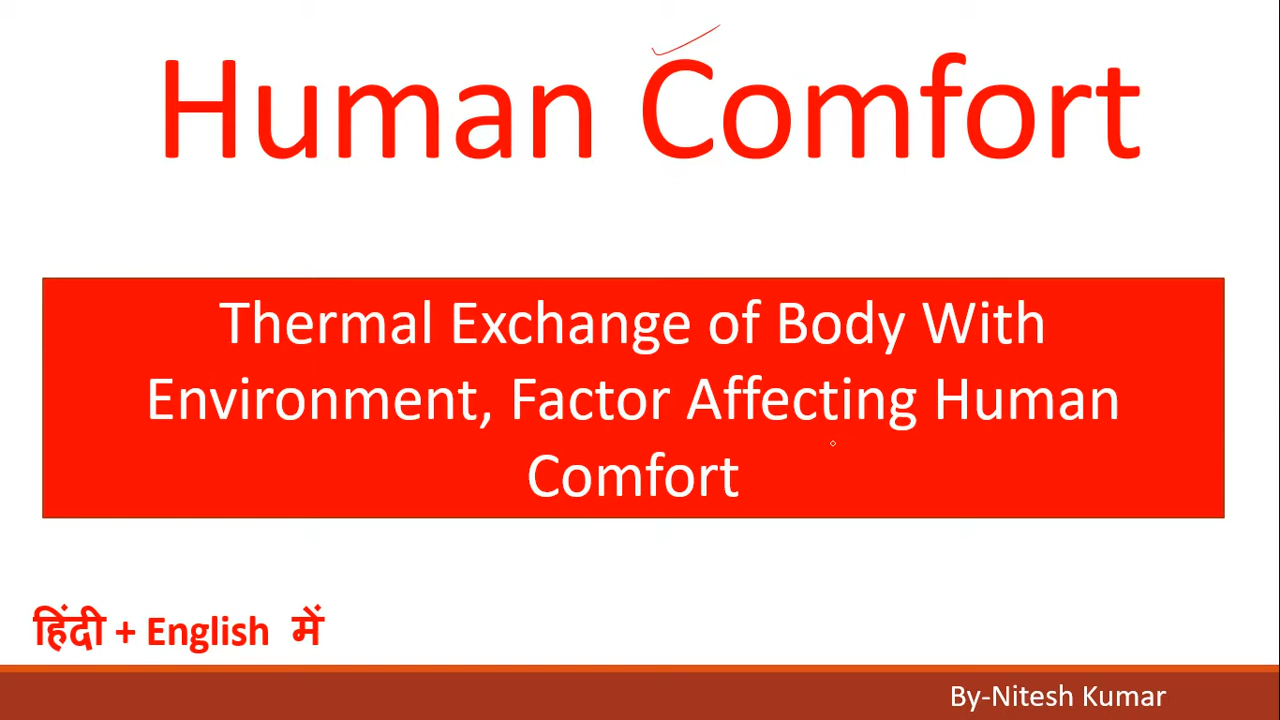 Human Comfort
Thermal Exchange of Body With
Environment, Factor Affecting Human
Comfort
हिंदी + English में
By-Nitesh Kumar